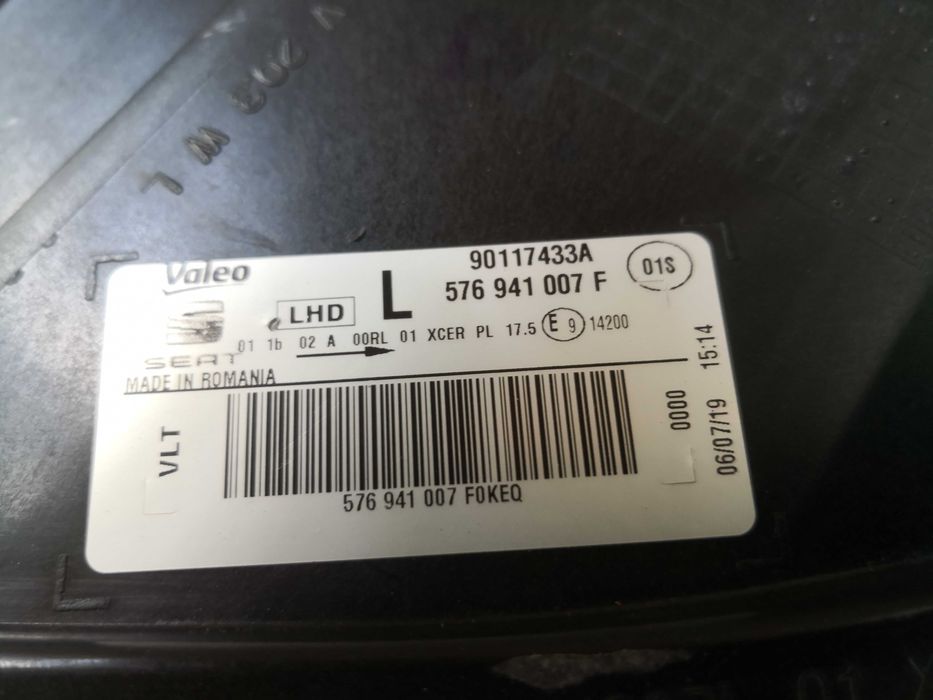 Valeo
SEAT
LHD
L
90117433A
576 941 007 F
01S
01 1b 02 A 00RL 01 XCER PL 17.5 E 9 14200
MADE IN ROMANIA
VLT
576 941 007 F0KEQ
0000
06/07/19 15:14